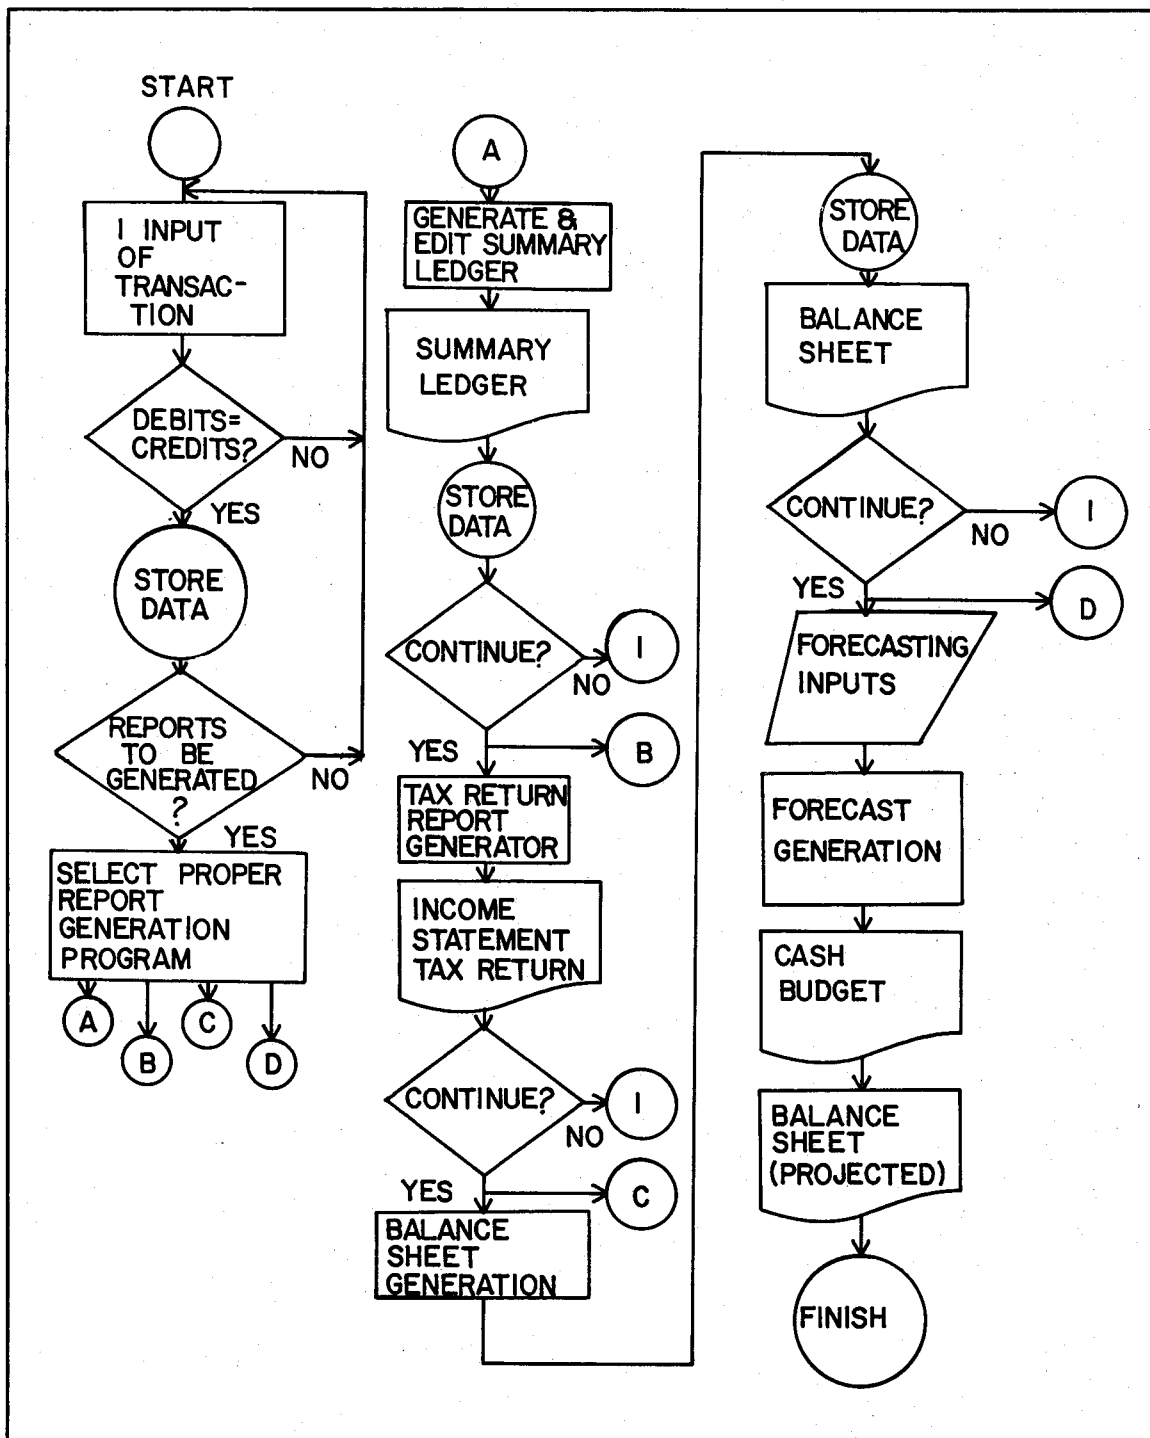 START
I INPUT
OF
TRANSAC-
TION
DEBITS=
CREDITS?
NO
YES
STORE
DATA
REPORTS
TO BE
GENERATED
?
NO
YES
SELECT PROPER
REPORT
GENERATION
PROGRAM
A
B
C
D
A
GENERATE &
EDIT SUMMARY
LEDGER
SUMMARY
LEDGER
STORE
DATA
CONTINUE?
NO
I
YES
B
TAX RETURN
REPORT
GENERATOR
INCOME
STATEMENT
TAX RETURN
CONTINUE?
NO
I
YES
C
BALANCE
SHEET
GENERATION
STORE
DATA
BALANCE
SHEET
CONTINUE?
NO
I
YES
D
FORECASTING
INPUTS
FORECAST
GENERATION
CASH
BUDGET
BALANCE
SHEET
(PROJECTED)
FINISH